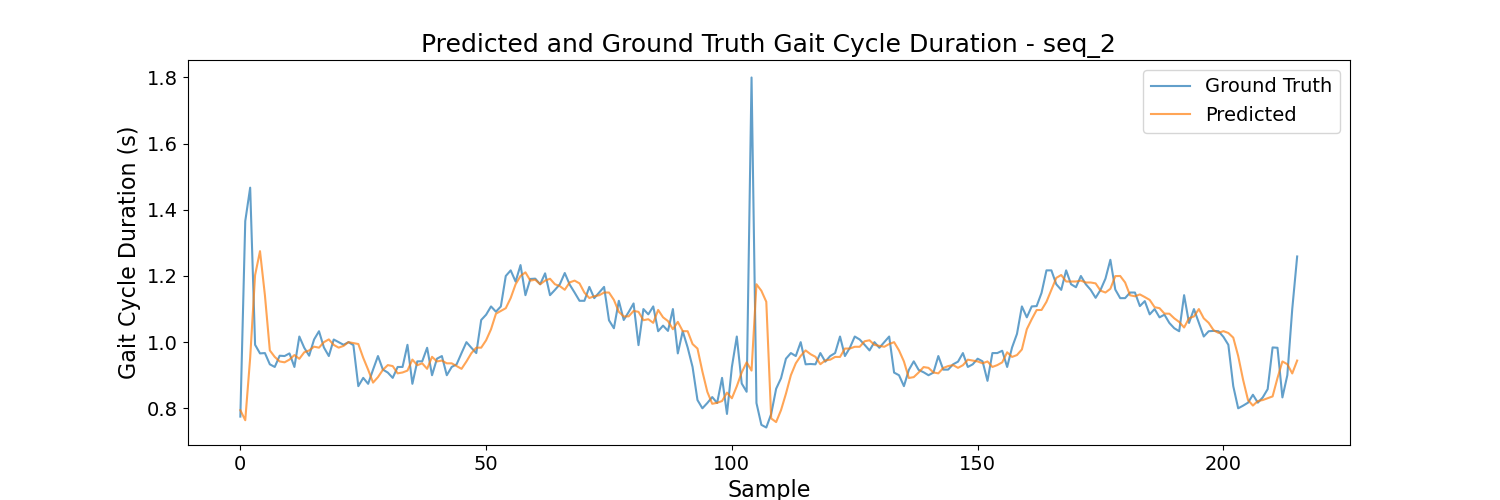 Predicted and Ground Truth Gait Cycle Duration - seq_2
Gait Cycle Duration (s)
1.8
1.6
1.4
1.2
1.0
0.8
Ground Truth
Predicted
0 50 100 150 200
Sample